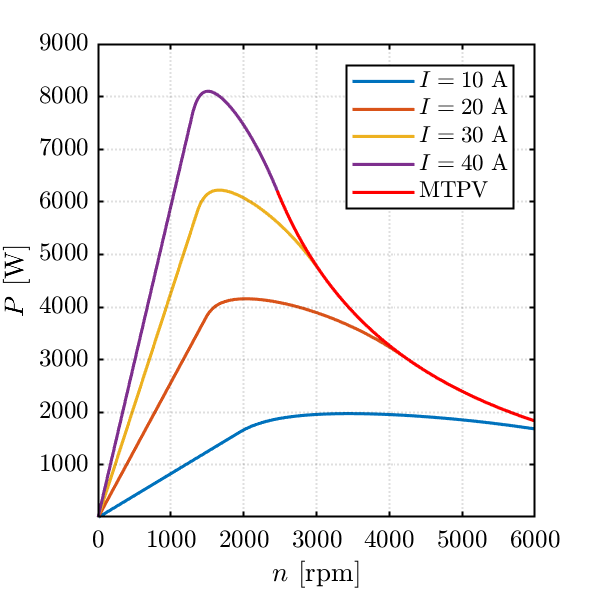 9000
8000
7000
6000
5000
4000
3000
2000
1000
P [W]
I = 10 A
I = 20 A
I = 30 A
I = 40 A
MTPV
0 1000 2000 3000 4000 5000 6000
n [rpm]